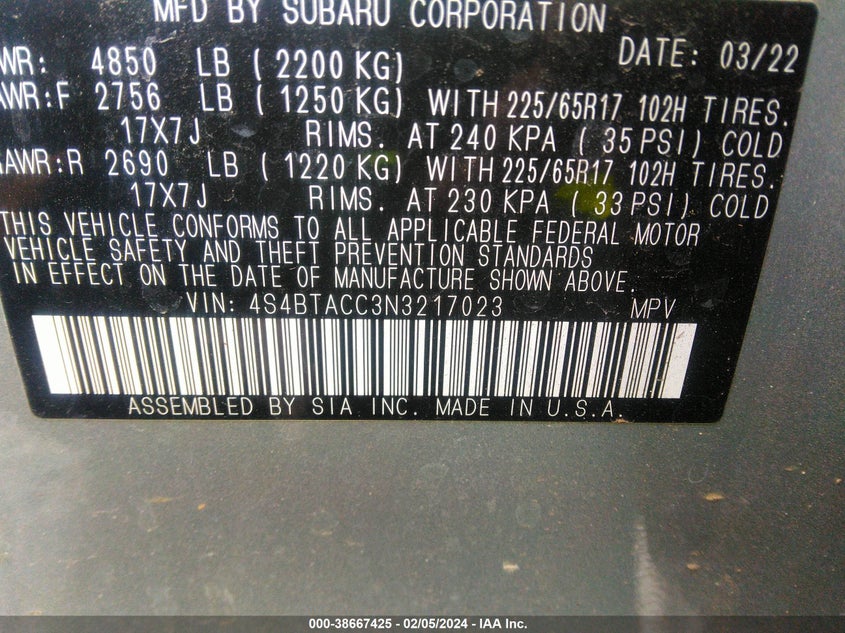 MFD BY SUBARU CORPORATION
DATE: 03/22
WR: 4850 LB ( 2200 KG)
AWR:F 2756 LB ( 1250 KG) WITH 225/65R17 102H TIRES.
17X7J RIMS. AT 240 KPA ( 35 PSI) COLD
AWR:R 2690 LB ( 1220 KG) WITH 225/65R17 102H TIRES.
17X7J RIMS. AT 230 KPA ( 33 PSI) COLD
THIS VEHICLE CONFORMS TO ALL APPLICABLE FEDERAL MOTOR
VEHICLE SAFETY AND THEFT PREVENTION STANDARDS
IN EFFECT ON THE DATE OF MANUFACTURE SHOWN ABOVE.
VIN: 4S4BTACC3N3217023 MPV
ASSEMBLED BY SIA INC. MADE IN U.S.A.
000-38667425 - 02/05/2024 - IAA Inc.